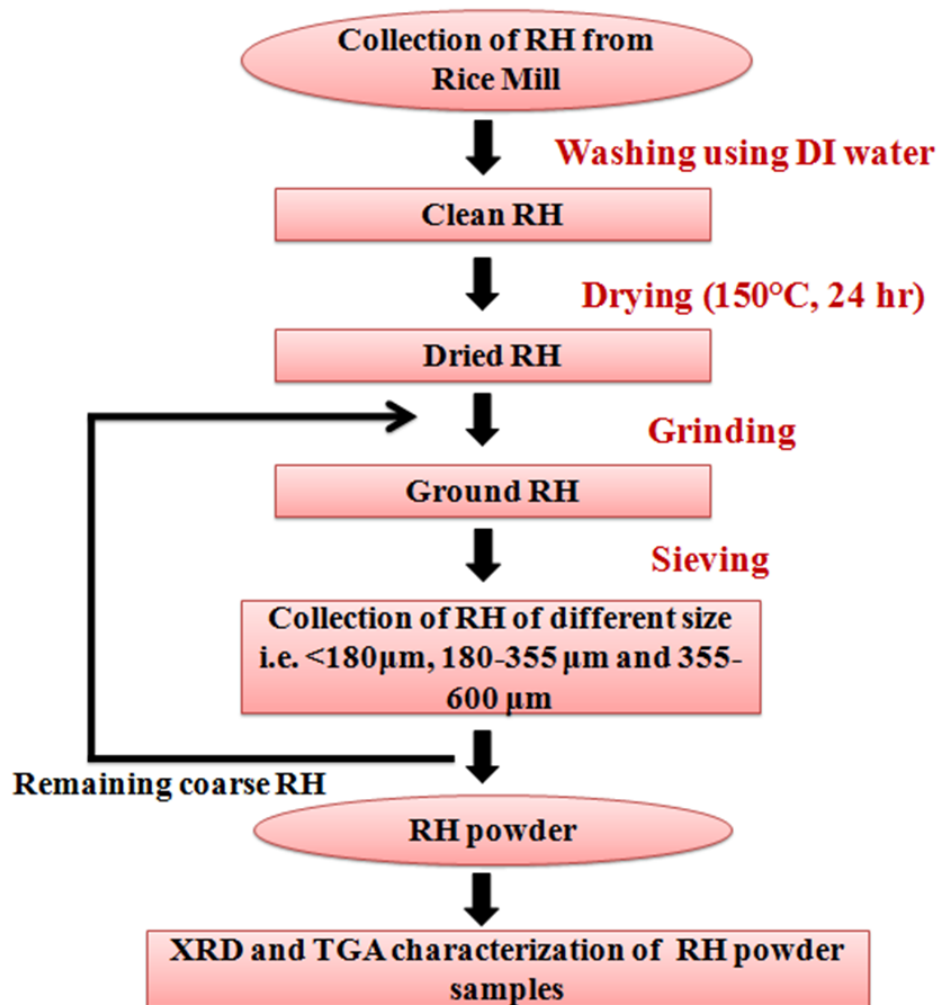 Collection of RH from
Rice Mill
Washing using DI water
Clean RH
Drying (150°C, 24 hr)
Dried RH
Grinding
Ground RH
Sieving
Collection of RH of different size
i.e. <180µm, 180-355 µm and 355-
600 µm
Remaining coarse RH
RH powder
XRD and TGA characterization of RH powder
samples